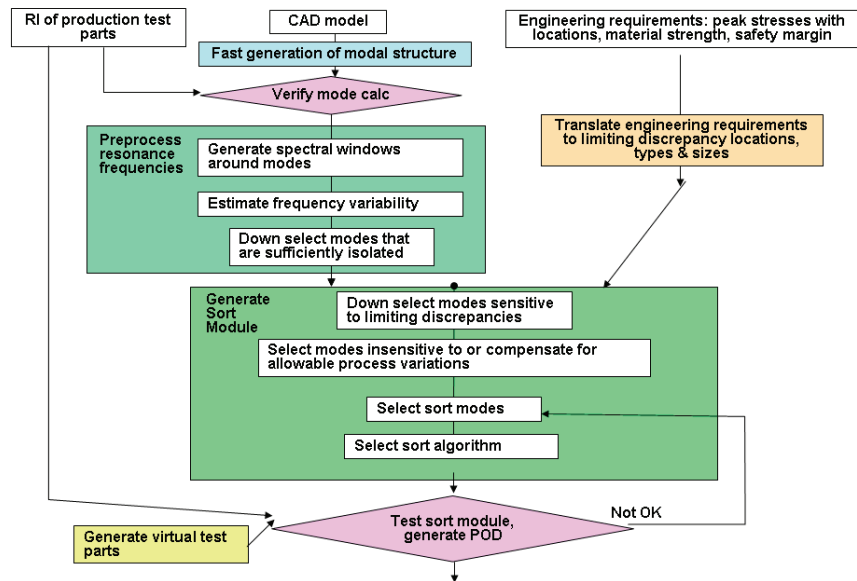 RI of production test
parts
CAD model
Engineering requirements: peak stresses with
locations, material strength, safety margin
Fast generation of modal structure
Verify mode calc
Translate engineering requirements
to limiting discrepancy locations,
types & sizes
Preprocess
resonance
frequencies
Generate spectral windows
around modes
Estimate frequency variability
Down select modes that
are sufficiently isolated
Generate
Sort
Module
Down select modes sensitive
to limiting discrepancies
Select modes insensitive to or compensate for
allowable process variations
Select sort modes
Select sort algorithm
Test sort module,
generate POD
Not OK
Generate virtual test
parts